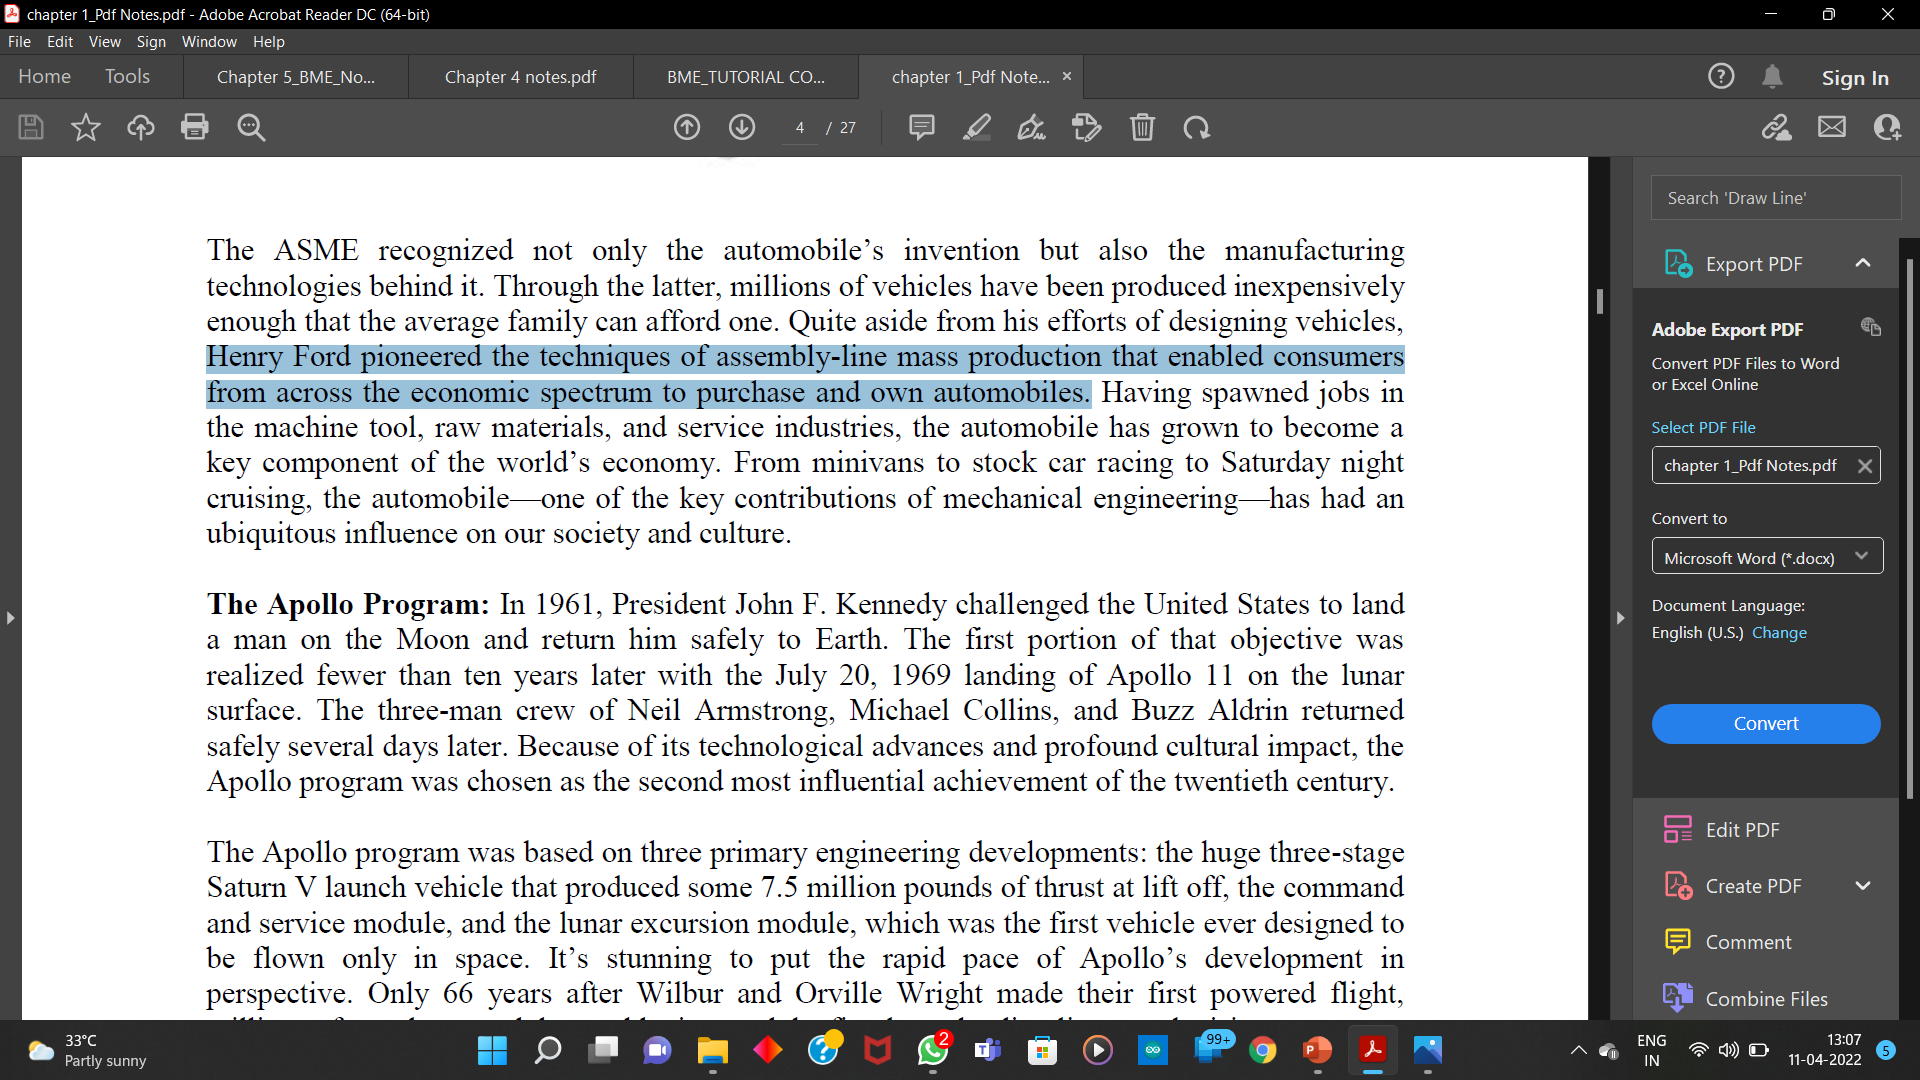 chapter 1_Pdf Notes.pdf - Adobe Acrobat Reader DC (64-bit)
File Edit View Sign Window Help
Home Tools Chapter 5_BME_No... Chapter 4 notes.pdf BME_TUTORIAL CO... chapter 1_Pdf Note... × Sign In
4 / 27
The ASME recognized not only the automobile’s invention but also the manufacturing
technologies behind it. Through the latter, millions of vehicles have been produced inexpensively
enough that the average family can afford one. Quite aside from his efforts of designing vehicles,
Henry Ford pioneered the techniques of assembly-line mass production that enabled consumers
from across the economic spectrum to purchase and own automobiles. Having spawned jobs in
the machine tool, raw materials, and service industries, the automobile has grown to become a
key component of the world’s economy. From minivans to stock car racing to Saturday night
cruising, the automobile—one of the key contributions of mechanical engineering—has had an
ubiquitous influence on our society and culture.
The Apollo Program: In 1961, President John F. Kennedy challenged the United States to land
a man on the Moon and return him safely to Earth. The first portion of that objective was
realized fewer than ten years later with the July 20, 1969 landing of Apollo 11 on the lunar
surface. The three-man crew of Neil Armstrong, Michael Collins, and Buzz Aldrin returned
safely several days later. Because of its technological advances and profound cultural impact, the
Apollo program was chosen as the second most influential achievement of the twentieth century.
The Apollo program was based on three primary engineering developments: the huge three-stage
Saturn V launch vehicle that produced some 7.5 million pounds of thrust at lift off, the command
and service module, and the lunar excursion module, which was the first vehicle ever designed to
be flown only in space. It’s stunning to put the rapid pace of Apollo’s development in
perspective. Only 66 years after Wilbur and Orville Wright made their first powered flight,
Search 'Draw Line'
Export PDF
Adobe Export PDF
Convert PDF Files to Word
or Excel Online
Select PDF File
chapter 1_Pdf Notes.pdf
Convert to
Microsoft Word (*.docx)
Document Language:
English (U.S.) Change
Convert
Edit PDF
Create PDF
Comment
Combine Files
33°C
Partly sunny
2
99+
ENG
IN
13:07
11-04-2022
5